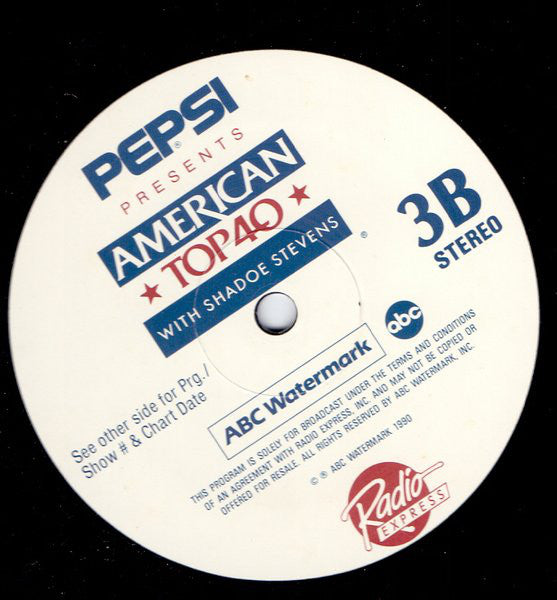 PEPSI®
PRESENTS
AMERICAN
★ TOP 40 ★
WITH SHADOE STEVENS ®
3B
STEREO
See other side for Prg./
Show # & Chart Date
abc
ABC Watermark
THIS PROGRAM IS SOLELY FOR BROADCAST UNDER THE TERMS AND CONDITIONS
OF AN AGREEMENT WITH RADIO EXPRESS, INC. AND MAY NOT BE COPIED OR
OFFERED FOR RESALE. ALL RIGHTS RESERVED BY ABC WATERMARK, INC.
© ℗ ABC WATERMARK 1990
Radio
EXPRESS